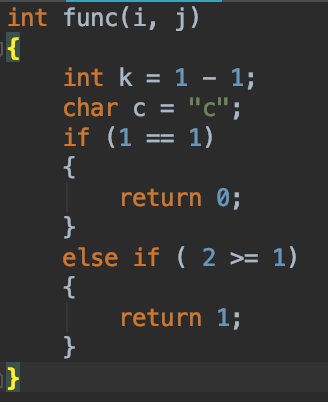 int func(i, j)
{
    int k = 1 - 1;
    char c = "c";
    if (1 == 1)
    {
        return 0;
    }
    else if ( 2 >= 1)
    {
        return 1;
    }
}